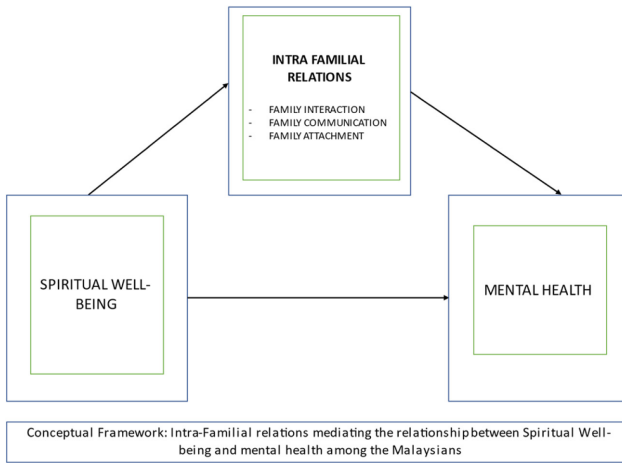 INTRA FAMILIAL
RELATIONS
- FAMILY INTERACTION
- FAMILY COMMUNICATION
- FAMILY ATTACHMENT
SPIRITUAL WELL-
BEING
MENTAL HEALTH
Conceptual Framework: Intra-Familial relations mediating the relationship between Spiritual Well-
being and mental health among the Malaysians